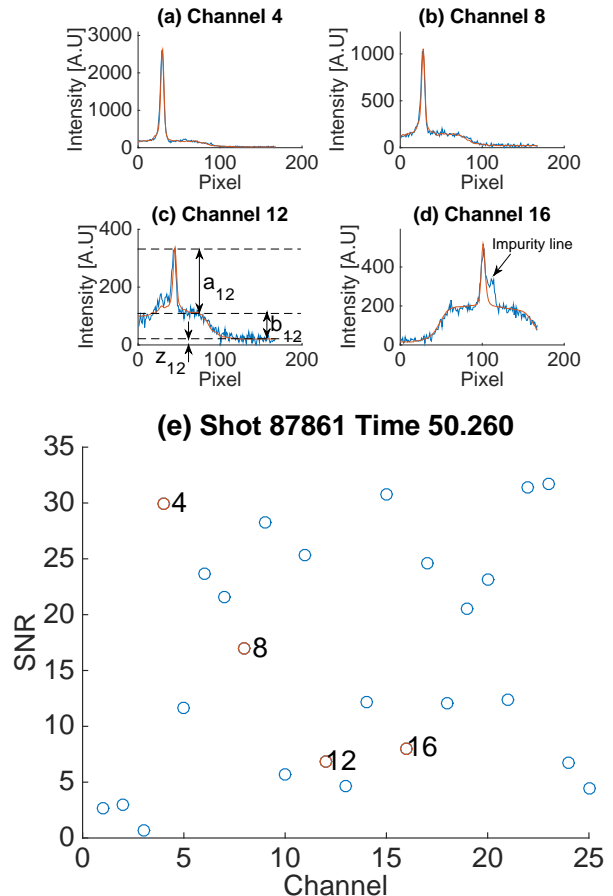 (a) Channel 4
Intensity [A.U]
3000
2000
1000
0
0
100
200
Pixel
(b) Channel 8
Intensity [A.U]
1000
500
0
0
100
200
Pixel
(c) Channel 12
Intensity [A.U]
400
200
0
0
200
a12
b12
z12
Pixel
(d) Channel 16
Intensity [A.U]
Impurity line
400
200
0
0
100
200
Pixel
(e) Shot 87861 Time 50.260
SNR
35
30
25
20
15
10
5
0
4
8
12
16
0
5
10
15
20
25
Channel